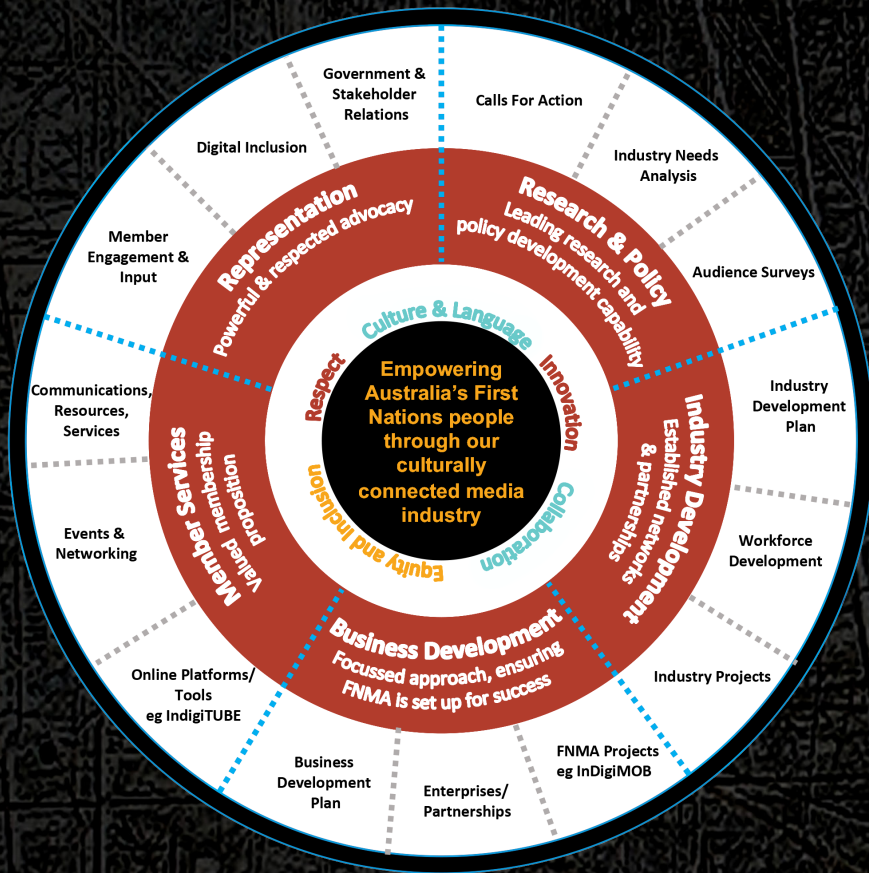 Government &
Stakeholder
Relations
Calls For Action
Digital Inclusion
Industry Needs
Analysis
Member
Engagement &
Input
Audience Surveys
Representation
Powerful & respected advocacy
Research & Policy
Leading research and
policy development capability
Culture & Language
Respect
Innovation
Empowering
Australia’s First
Nations people
through our
culturally
connected media
industry
Equity and Inclusion
Collaboration
Communications,
Resources,
Services
Industry
Development
Plan
Member Services
Valued membership
proposition
Industry Development
Established networks
& partnerships
Events &
Networking
Workforce
Development
Business Development
Focussed approach, ensuring
FNMA is set up for success
Online Platforms/
Tools
eg IndigiTUBE
Industry Projects
Business
Development
Plan
Enterprises/
Partnerships
FNMA Projects
eg InDigiMOB